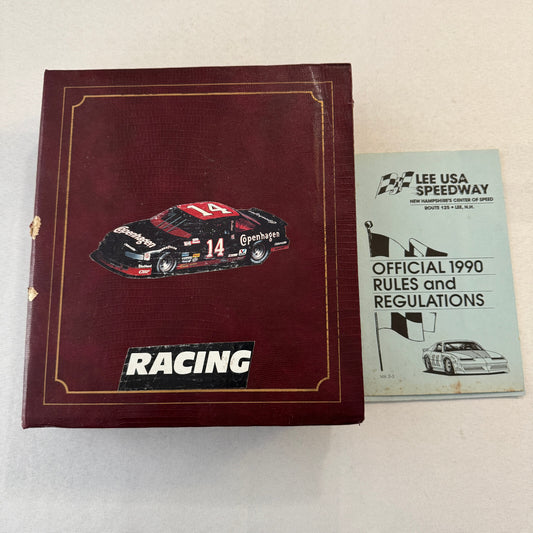 14
Copenhagen
14
Copenhagen
RACING
LEE USA
SPEEDWAY
NEW HAMPSHIRE'S CENTER OF SPEED
ROUTE 125 • LEE, N.H.
OFFICIAL 1990
RULES and
REGULATIONS